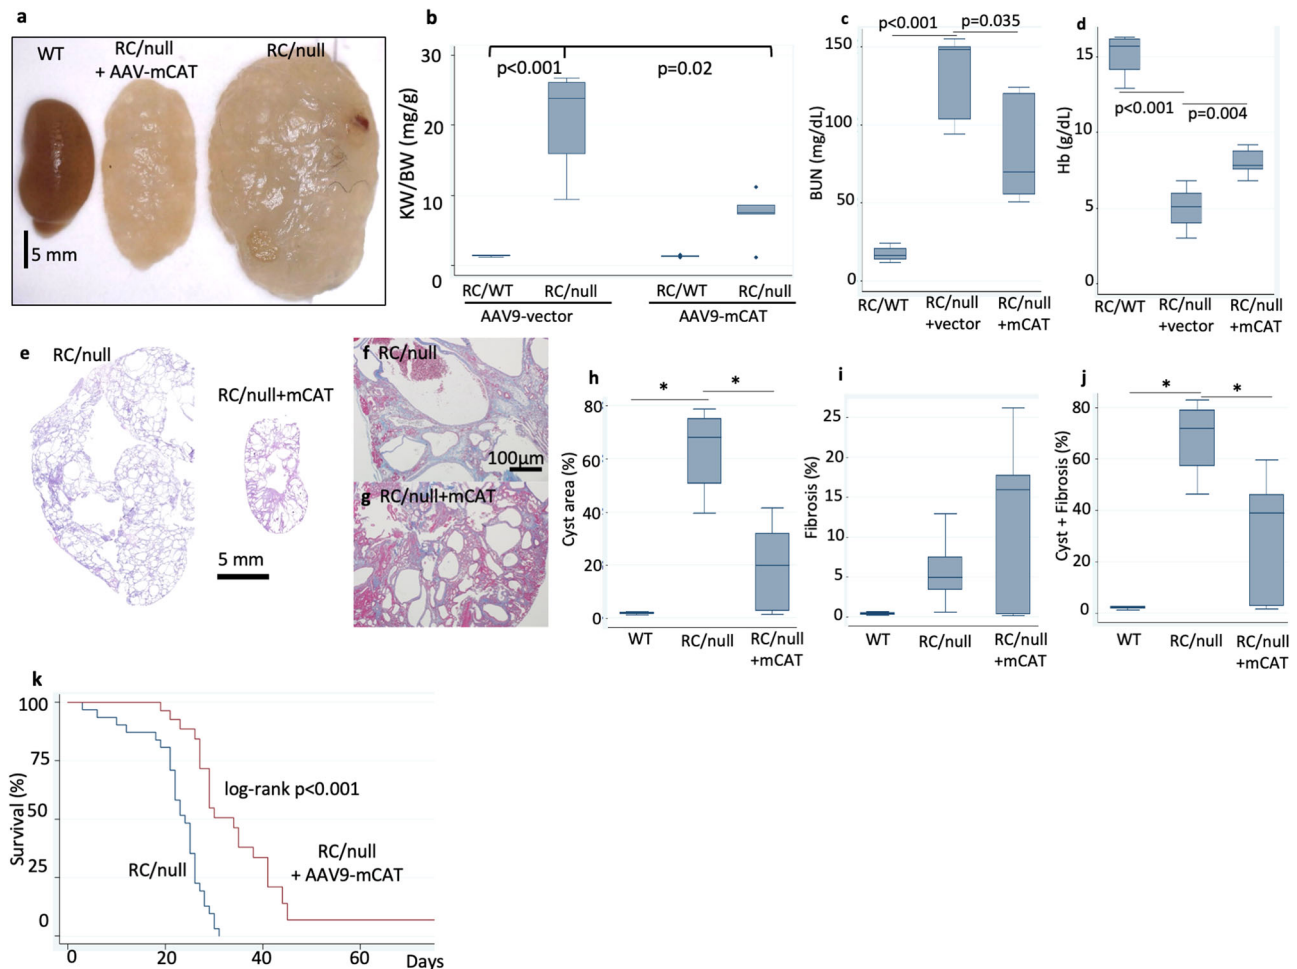 a
WT
RC/null
+ AAV-mCAT
RC/null
5 mm
b
KW/BW (mg/g)
30
20
10
0
p<0.001
p=0.02
RC/WT
RC/null
RC/WT
RC/null
AAV9-vector
AAV9-mCAT
c
p<0.001
p=0.035
BUN (mg/dL)
150
100
50
0
RC/WT
RC/null
+vector
RC/null
+mCAT
d
Hb (g/dL)
15
10
5
0
p<0.001
p=0.004
RC/WT
RC/null
+vector
RC/null
+mCAT
e
RC/null
RC/null+mCAT
5 mm
f RC/null
100µm
g RC/null+mCAT
h
* *
Cyst area (%)
80
60
40
20
0
WT
RC/null
RC/null
+mCAT
i
Fibrosis (%)
25
20
15
10
5
0
WT
RC/null
RC/null
+mCAT
j
* *
Cyst + Fibrosis (%)
80
60
40
20
0
WT
RC/null
RC/null
+mCAT
k
Survival (%)
100
75
50
25
0
log-rank p<0.001
RC/null
RC/null
+ AAV9-mCAT
0
20
40
60
Days